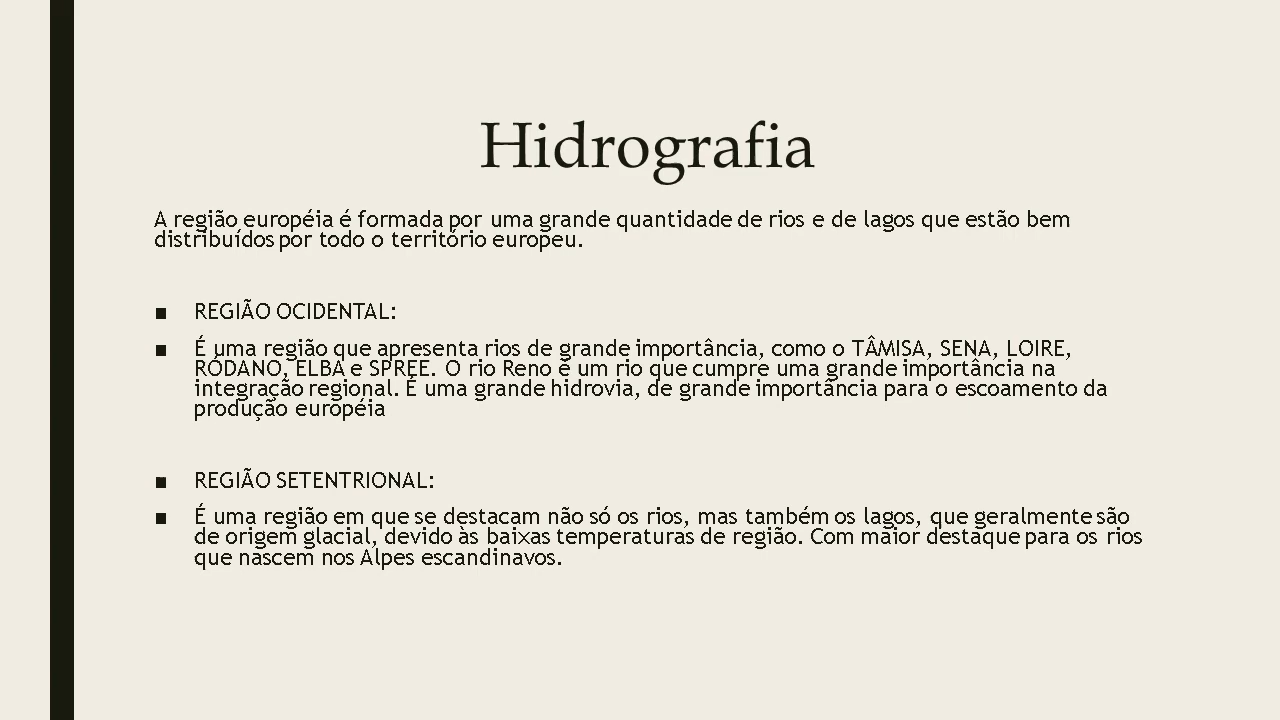 Hidrografia
A região européia é formada por uma grande quantidade de rios e de lagos que estão bem
distribuídos por todo o território europeu.
■ REGIÃO OCIDENTAL:
■ É uma região que apresenta rios de grande importância, como o TÂMISA, SENA, LOIRE,
RÓDANO, ELBA e SPREE. O rio Reno é um rio que cumpre uma grande importância na
integração regional. É uma grande hidrovia, de grande importância para o escoamento da
produção européia
■ REGIÃO SETENTRIONAL:
■ É uma região em que se destacam não só os rios, mas também os lagos, que geralmente são
de origem glacial, devido às baixas temperaturas de região. Com maior destaque para os rios
que nascem nos Alpes escandinavos.